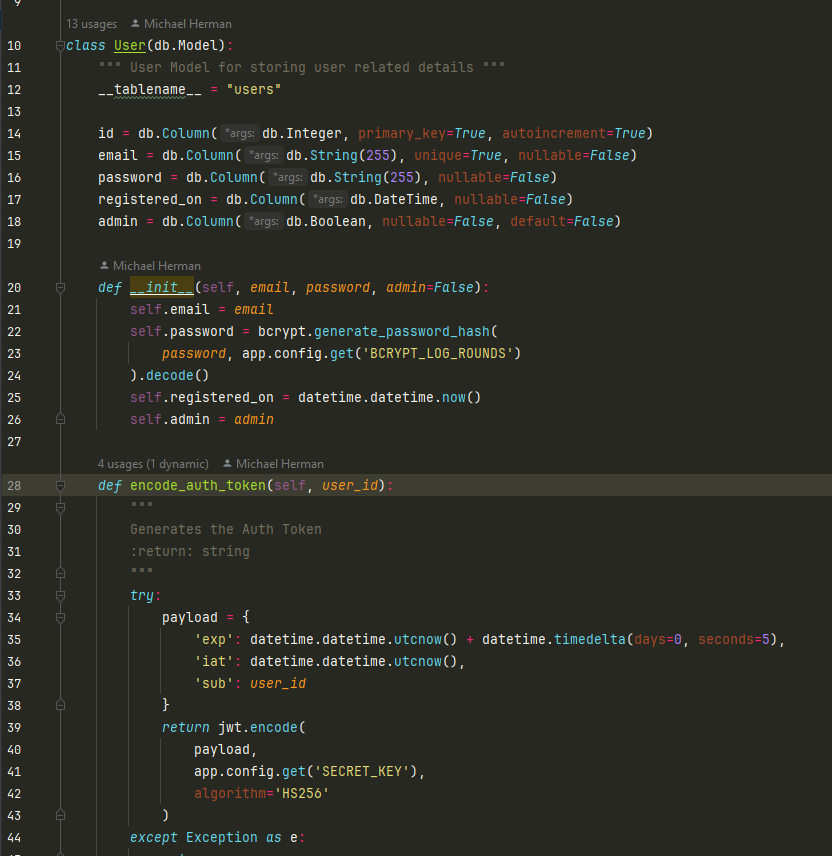 9
13 usages Michael Herman
10 class User(db.Model):
11 """ User Model for storing user related details """
12 __tablename__ = "users"
13
14 id = db.Column( *args: db.Integer, primary_key=True, autoincrement=True)
15 email = db.Column( *args: db.String(255), unique=True, nullable=False)
16 password = db.Column( *args: db.String(255), nullable=False)
17 registered_on = db.Column( *args: db.DateTime, nullable=False)
18 admin = db.Column( *args: db.Boolean, nullable=False, default=False)
19
Michael Herman
20 def __init__(self, email, password, admin=False):
21 self.email = email
22 self.password = bcrypt.generate_password_hash(
23 password, app.config.get('BCRYPT_LOG_ROUNDS')
24 ).decode()
25 self.registered_on = datetime.datetime.now()
26 self.admin = admin
27
4 usages (1 dynamic) Michael Herman
28 def encode_auth_token(self, user_id):
29 """
30 Generates the Auth Token
31 :return: string
32 """
33 try:
34 payload = {
35 'exp': datetime.datetime.utcnow() + datetime.timedelta(days=0, seconds=5),
36 'iat': datetime.datetime.utcnow(),
37 'sub': user_id
38 }
39 return jwt.encode(
40 payload,
41 app.config.get('SECRET_KEY'),
42 algorithm='HS256'
43 )
44 except Exception as e: